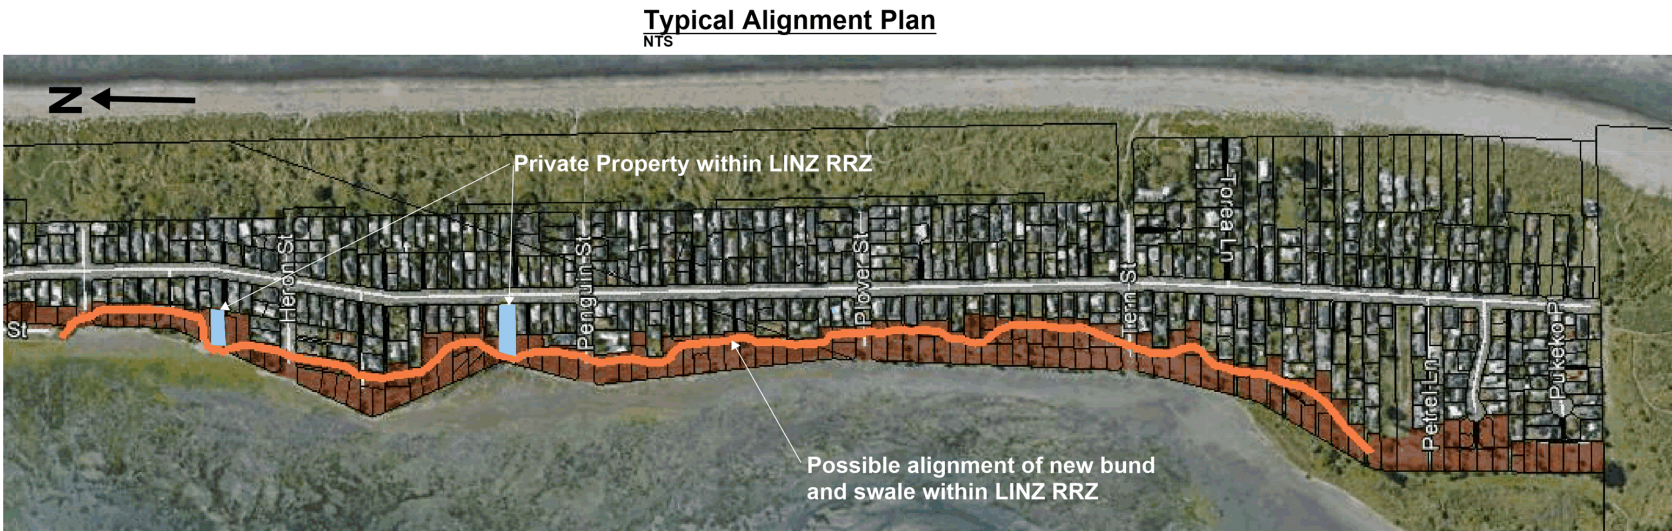 Typical Alignment Plan
NTS
N
Private Property within LINZ RRZ
Heron St
Penguin St
Plover St
Tern St
Torea Ln
St
Petrel Ln
Pukeko Pl
Possible alignment of new bund
and swale within LINZ RRZ